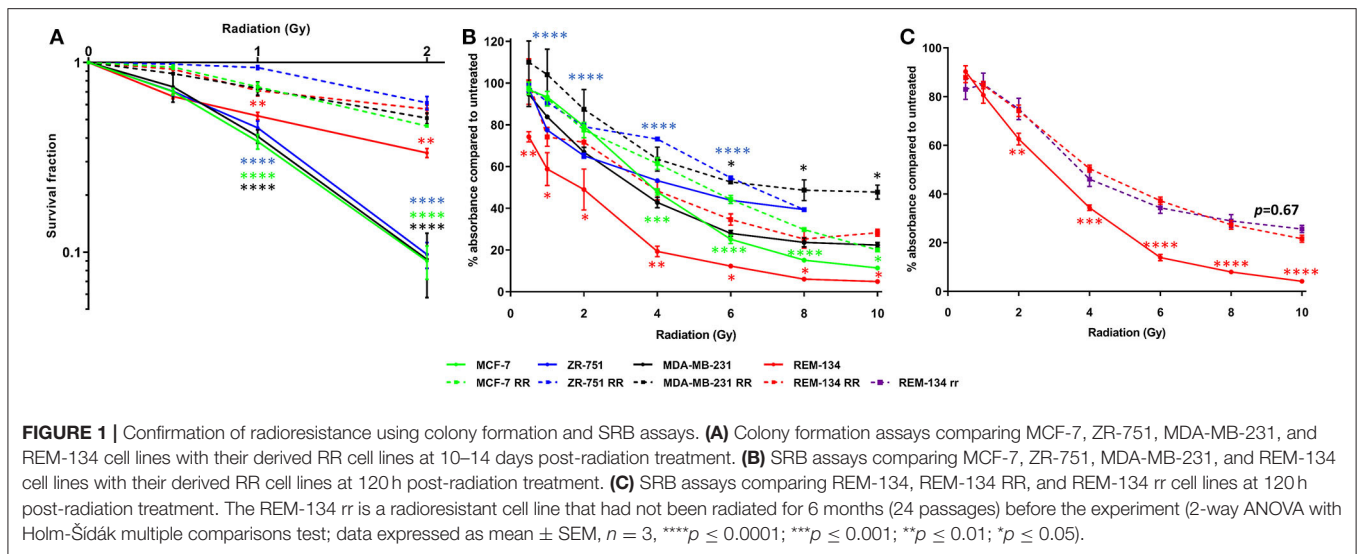 A
Radiation (Gy)
0 1 2
Survival fraction
1
0.1
**
**
****
****
****
****
****
****
B
% absorbance compared to untreated
120
100
80
60
40
20
0
****
****
****
****
*
*
*
**
*
*
***
**
****
*
****
*
*
*
0 2 4 6 8 10
Radiation (Gy)
C
% absorbance compared to untreated
100
80
60
40
20
0
**
***
****
****
****
p=0.67
0 2 4 6 8 10
Radiation (Gy)
MCF-7 ZR-751 MDA-MB-231 REM-134
MCF-7 RR ZR-751 RR MDA-MB-231 RR REM-134 RR REM-134 rr
FIGURE 1 | Confirmation of radioresistance using colony formation and SRB assays. (A) Colony formation assays comparing MCF-7, ZR-751, MDA-MB-231, and
REM-134 cell lines with their derived RR cell lines at 10–14 days post-radiation treatment. (B) SRB assays comparing MCF-7, ZR-751, MDA-MB-231, and REM-134
cell lines with their derived RR cell lines at 120 h post-radiation treatment. (C) SRB assays comparing REM-134, REM-134 RR, and REM-134 rr cell lines at 120 h
post-radiation treatment. The REM-134 rr is a radioresistant cell line that had not been radiated for 6 months (24 passages) before the experiment (2-way ANOVA with
Holm-Šídák multiple comparisons test; data expressed as mean ± SEM, n = 3, ****p ≤ 0.0001; ***p ≤ 0.001; **p ≤ 0.01; *p ≤ 0.05).